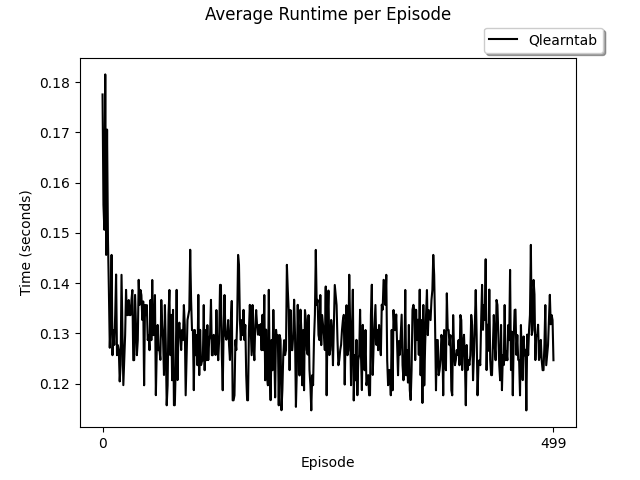 Average Runtime per Episode
Qlearntab
0.18
0.17
0.16
0.15
0.14
0.13
0.12
Time (seconds)
0
499
Episode